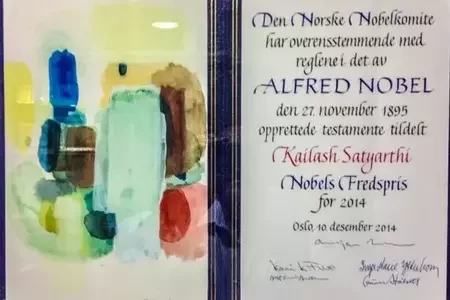 Den Norske Nobelkomite
har overensstemmende med
reglene i det av
ALFRED NOBEL
den 27. november 1895
opprettede testamente tildelt
Kailash Satyarthi
Nobels Fredspris
for 2014
Oslo, 10. desember 2014